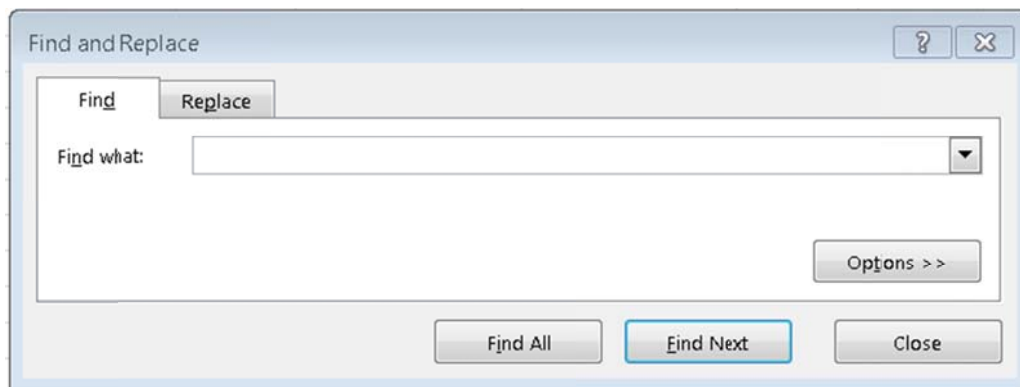 Find and Replace
Find Replace
Find what:
Options >>
Find All Find Next Close